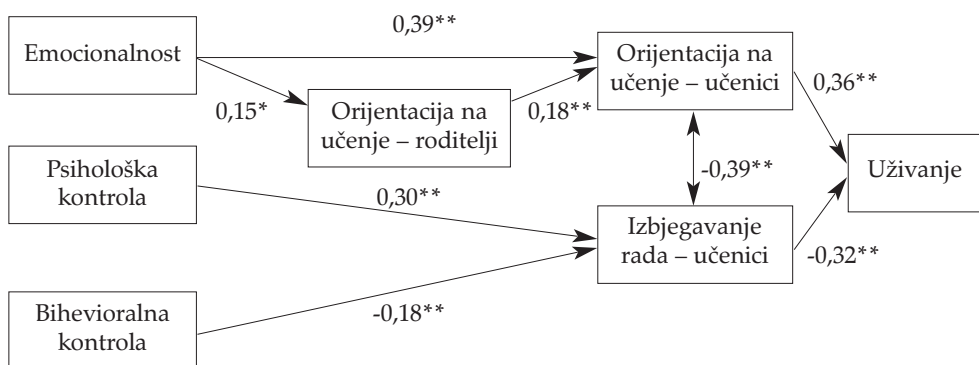 0,39**
Emocionalnost
Orijentacija na
učenje – učenici
0,36**
0,15*
Orijentacija na
učenje – roditelji
0,18**
Psihološka
kontrola
0,30**
-0,39**
Uživanje
Izbjegavanje
rada – učenici
-0,32**
Bihevioralna
kontrola
-0,18**